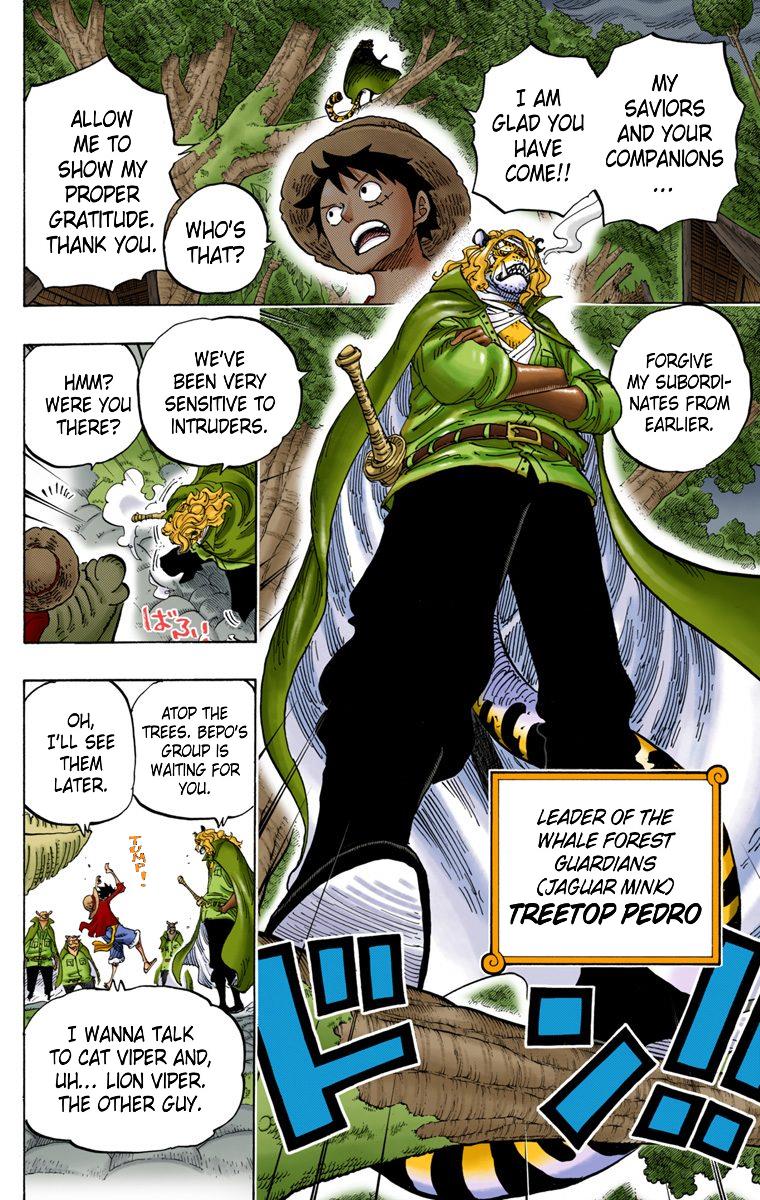 MY
SAVIORS
AND YOUR
COMPANIONS
...
I AM
GLAD YOU
HAVE
COME!!
WHO'S
THAT?
ALLOW
ME TO
SHOW MY
PROPER
GRATITUDE.
THANK YOU.
FORGIVE
MY SUBORDI-
NATES FROM
EARLIER.
LEADER OF THE
WHALE FOREST
GUARDIANS
(JAGUAR MINK)
TREETOP PEDRO
ドン!!
WE'VE
BEEN VERY
SENSITIVE TO
INTRUDERS.
HMM?
WERE YOU
THERE?
ばふぃ
ATOP THE
TREES. BEPO'S
GROUP IS
WAITING FOR
YOU.
OH,
I'LL SEE
THEM
LATER.
TUMP!
I WANNA TALK
TO CAT VIPER AND,
UH... LION VIPER.
THE OTHER GUY.